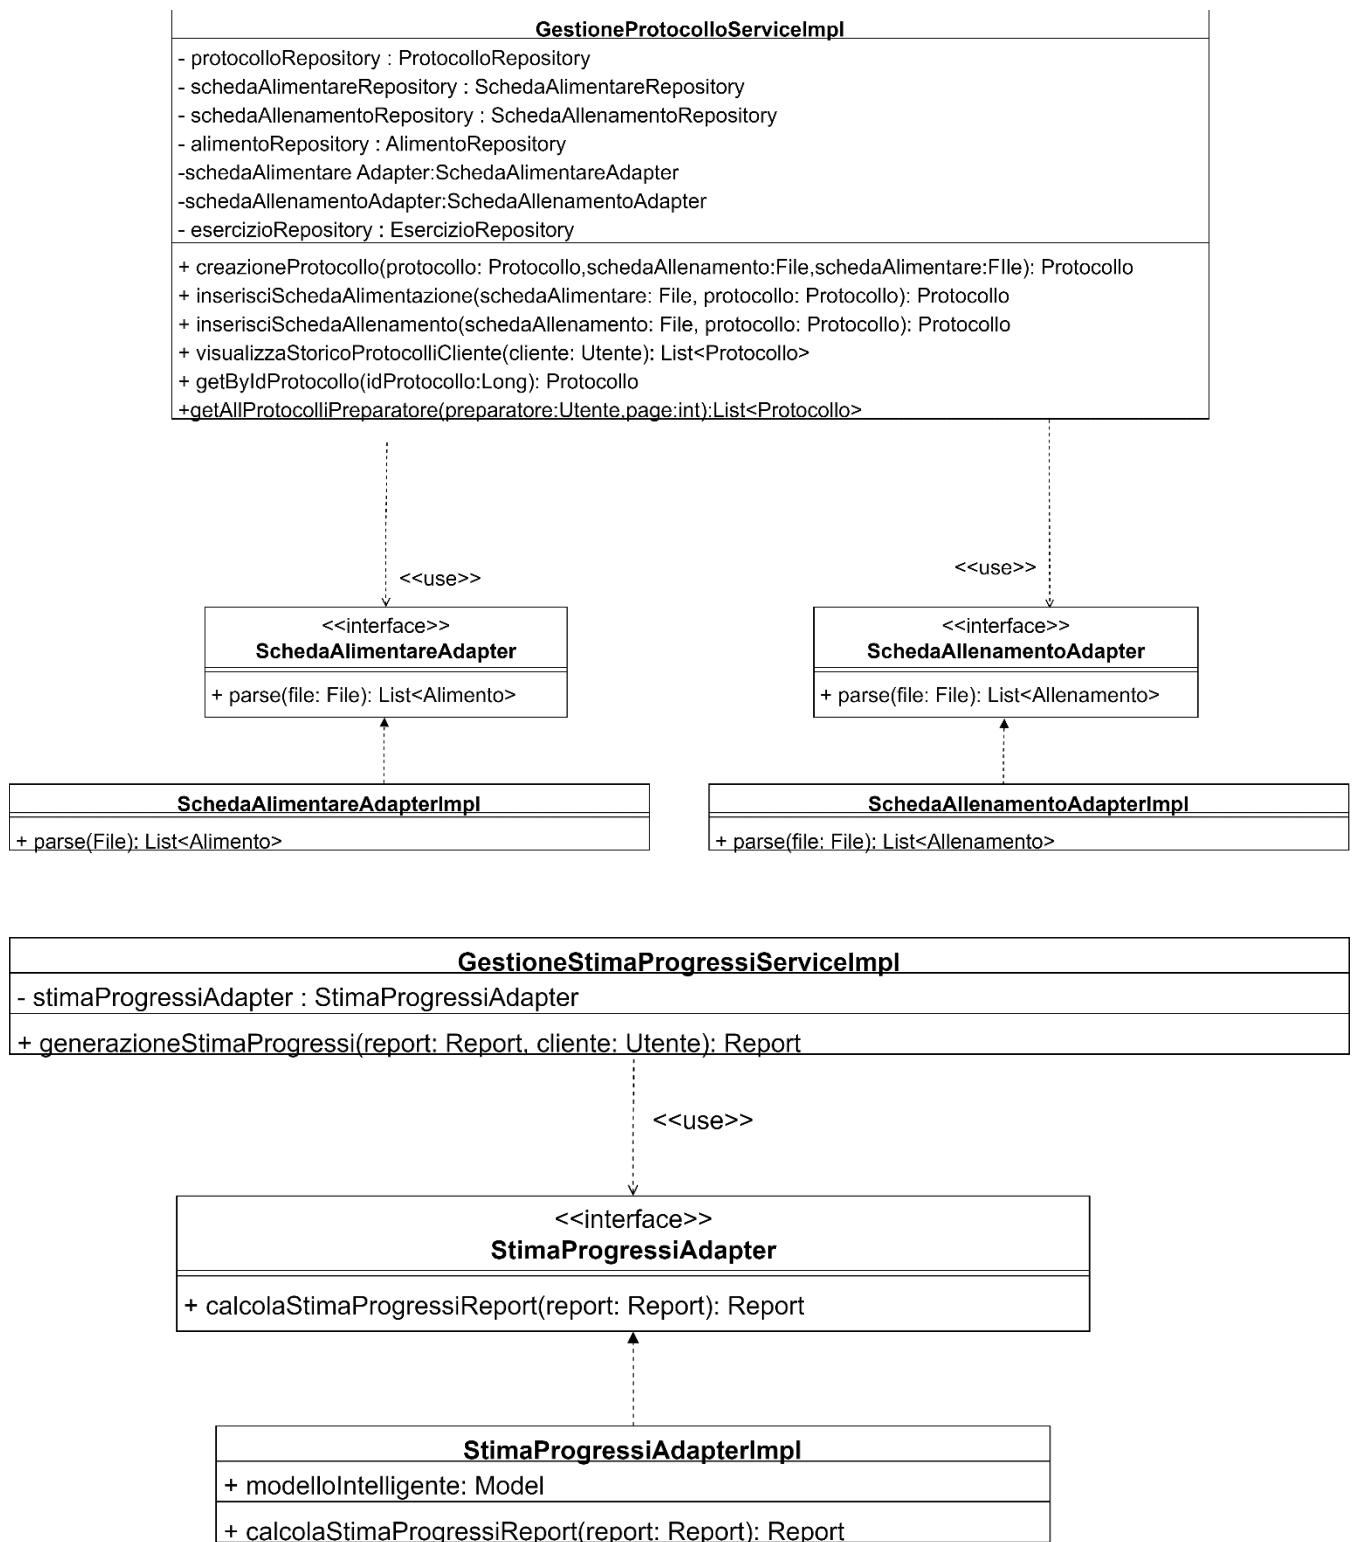 GestioneProtocolloServiceImpl
- protocolloRepository : ProtocolloRepository
- schedaAlimentareRepository : SchedaAlimentareRepository
- schedaAllenamentoRepository : SchedaAllenamentoRepository
- alimentoRepository : AlimentoRepository
-schedaAlimentare Adapter:SchedaAlimentareAdapter
-schedaAllenamentoAdapter:SchedaAllenamentoAdapter
- esercizioRepository : EsercizioRepository
+ creazioneProtocollo(protocollo: Protocollo,schedaAllenamento:File,schedaAlimentare:FIle): Protocollo
+ inserisciSchedaAlimentazione(schedaAlimentare: File, protocollo: Protocollo): Protocollo
+ inserisciSchedaAllenamento(schedaAllenamento: File, protocollo: Protocollo): Protocollo
+ visualizzaStoricoProtocolliCliente(cliente: Utente): List<Protocollo>
+ getByIdProtocollo(idProtocollo:Long): Protocollo
+getAllProtocolliPreparatore(preparatore:Utente,page:int):List<Protocollo>
<<use>>
<<use>>
<<interface>>
SchedaAlimentareAdapter
+ parse(file: File): List<Alimento>
<<interface>>
SchedaAllenamentoAdapter
+ parse(file: File): List<Allenamento>
SchedaAlimentareAdapterImpl
+ parse(File): List<Alimento>
SchedaAllenamentoAdapterImpl
+ parse(file: File): List<Allenamento>
GestioneStimaProgressiServiceImpl
- stimaProgressiAdapter : StimaProgressiAdapter
+ generazioneStimaProgressi(report: Report, cliente: Utente): Report
<<use>>
<<interface>>
StimaProgressiAdapter
+ calcolaStimaProgressiReport(report: Report): Report
StimaProgressiAdapterImpl
+ modelloIntelligente: Model
+ calcolaStimaProgressiReport(report: Report): Report